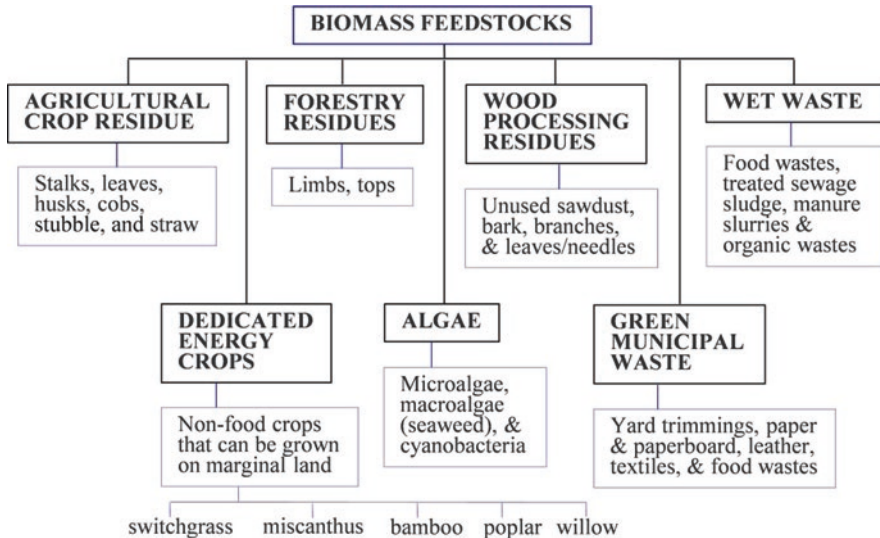 BIOMASS FEEDSTOCKS
AGRICULTURAL
CROP RESIDUE
Stalks, leaves,
husks, cobs,
stubble, and straw
FORESTRY
RESIDUES
Limbs, tops
WOOD
PROCESSING
RESIDUES
Unused sawdust,
bark, branches,
& leaves/needles
WET WASTE
Food wastes,
treated sewage
sludge, manure
slurries &
organic wastes
DEDICATED
ENERGY
CROPS
Non-food crops
that can be grown
on marginal land
switchgrass
miscanthus
bamboo
poplar
willow
ALGAE
Microalgae,
macroalgae
(seaweed), &
cyanobacteria
GREEN
MUNICIPAL
WASTE
Yard trimmings, paper
& paperboard, leather,
textiles, & food wastes